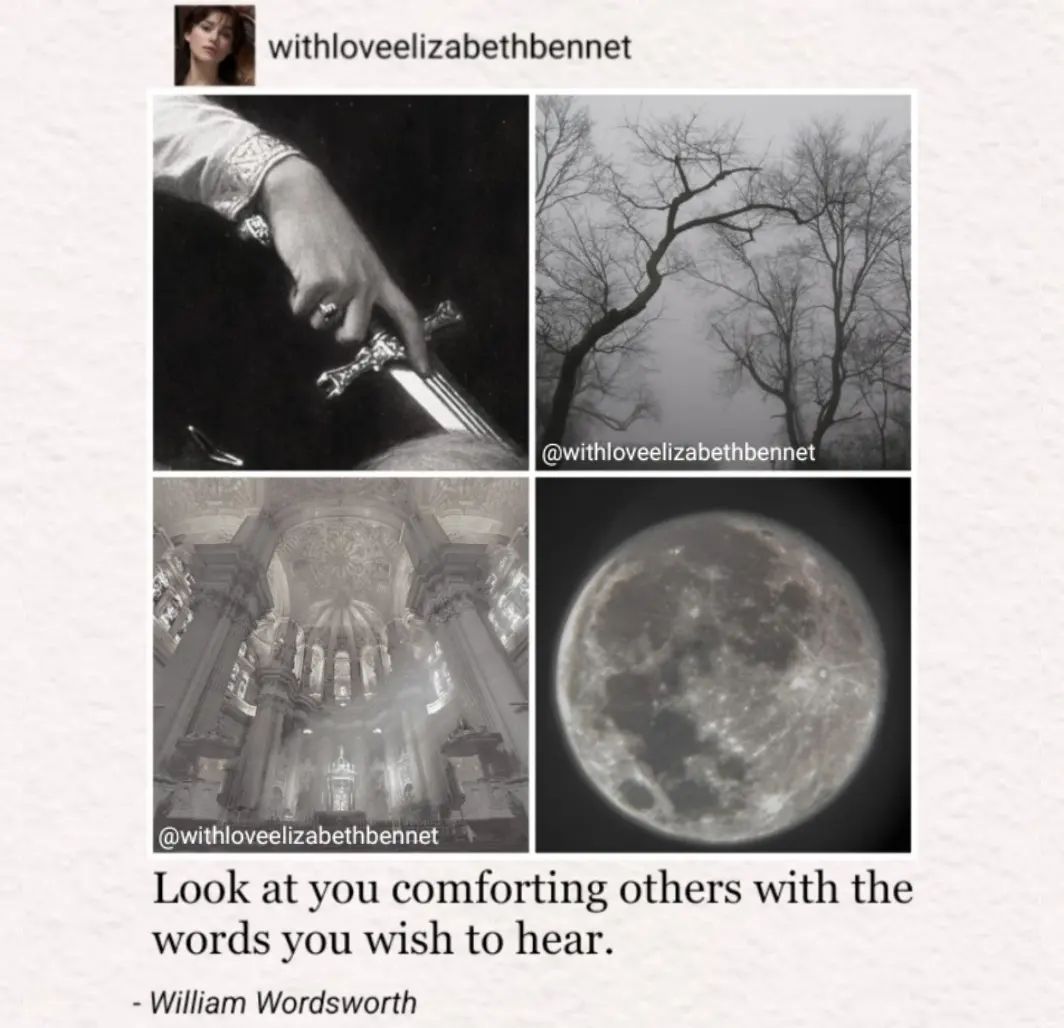 withloveelizabethbennet
@withloveelizabethbennet
@withloveelizabethbennet
Look at you comforting others with the
words you wish to hear.
- William Wordsworth